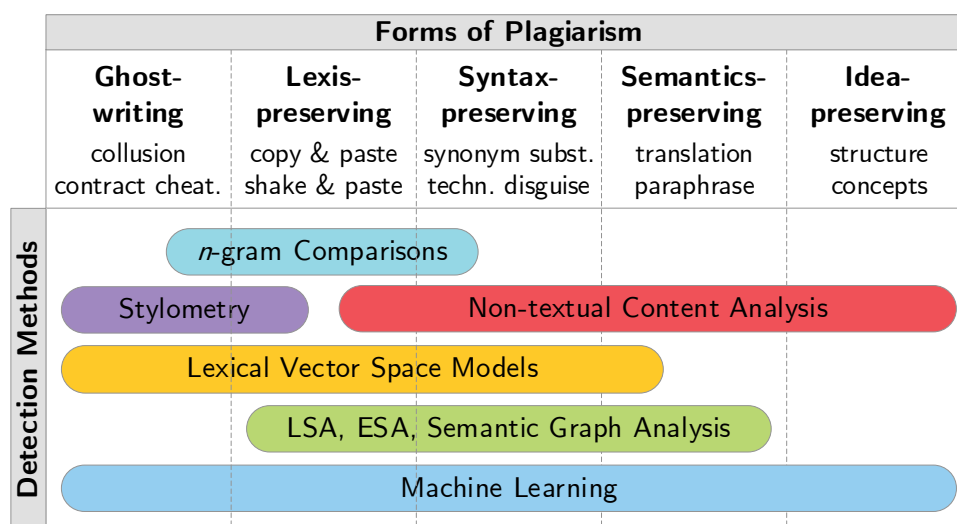 Forms of Plagiarism
Ghost-
writing
collusion
contract cheat.
Lexis-
preserving
copy & paste
shake & paste
Syntax-
preserving
synonym subst.
techn. disguise
Semantics-
preserving
translation
paraphrase
Idea-
preserving
structure
concepts
Detection Methods
n-gram Comparisons
Stylometry
Non-textual Content Analysis
Lexical Vector Space Models
LSA, ESA, Semantic Graph Analysis
Machine Learning